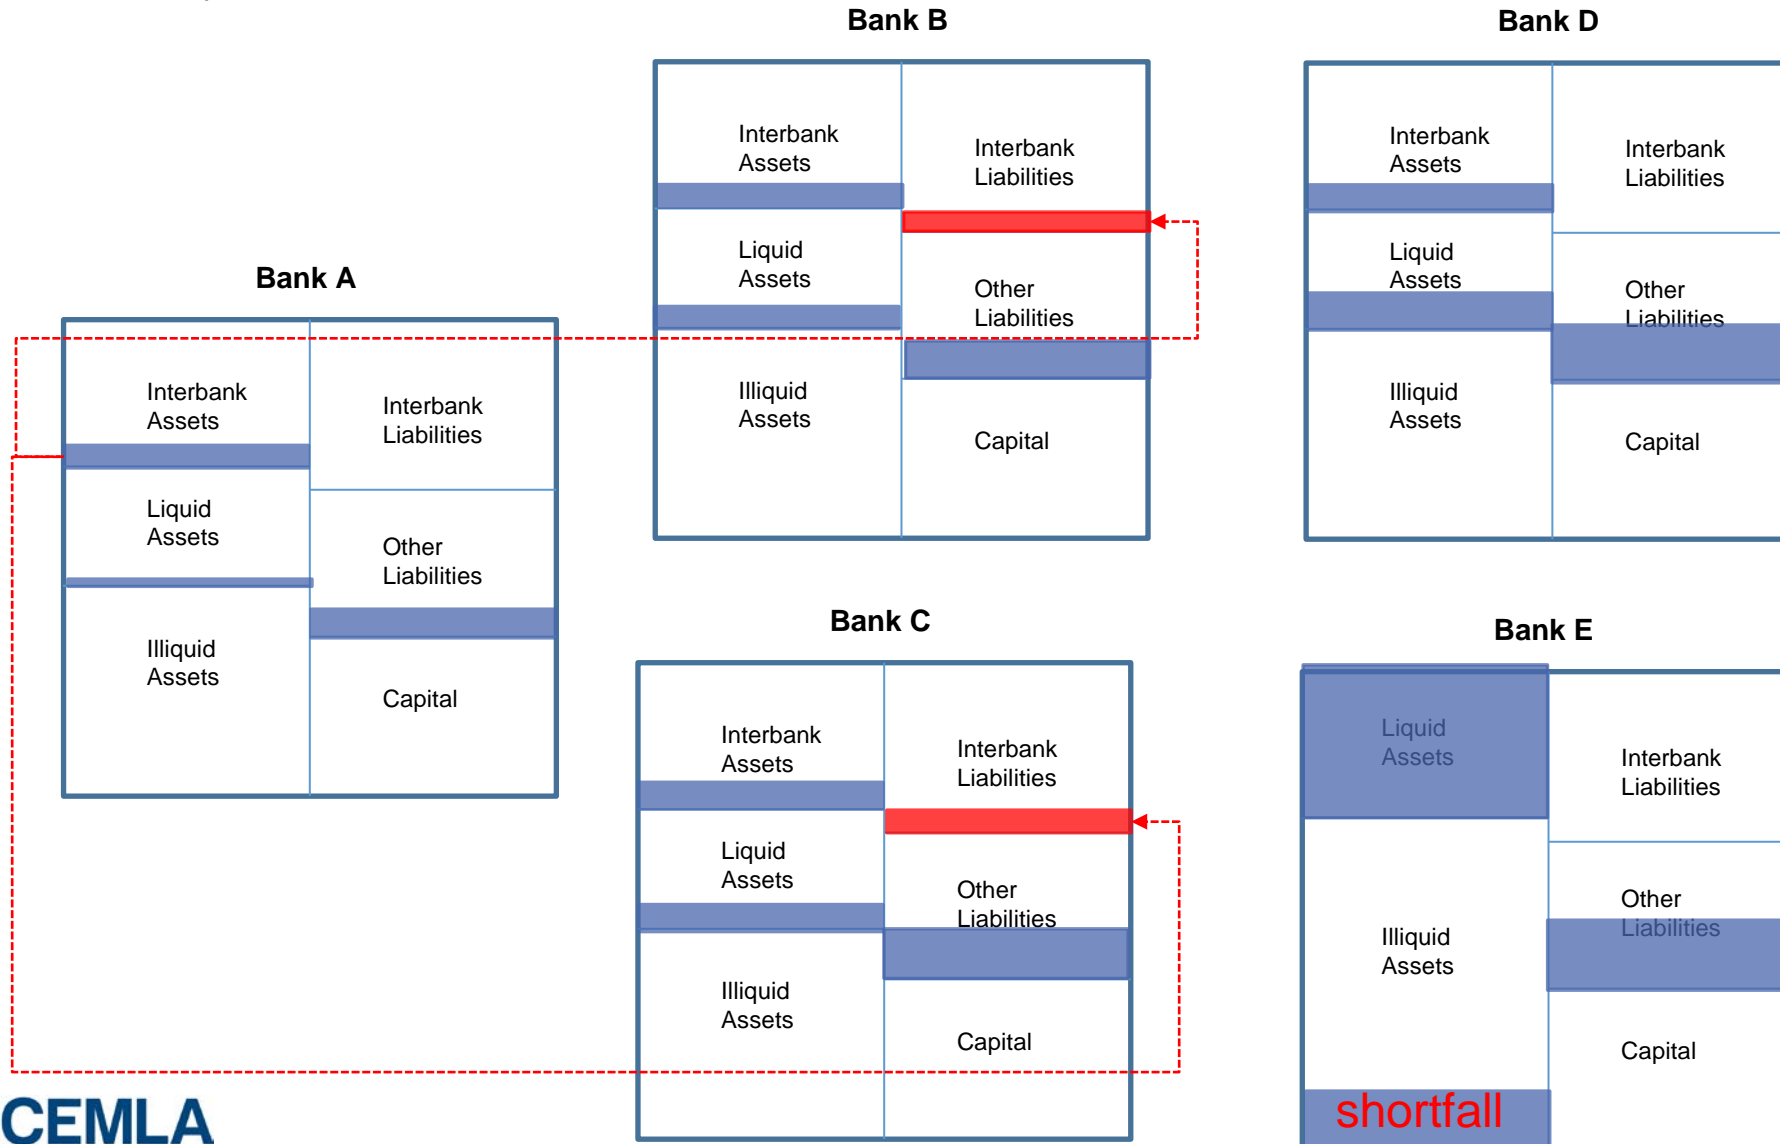 Bank B
Interbank
Assets
Interbank
Liabilities
Liquid
Assets
Other
Liabilities
Illiquid
Assets
Capital
Bank D
Interbank
Assets
Interbank
Liabilities
Liquid
Assets
Other
Liabilities
Illiquid
Assets
Capital
Bank A
Interbank
Assets
Interbank
Liabilities
Liquid
Assets
Other
Liabilities
Illiquid
Assets
Capital
Bank C
Interbank
Assets
Interbank
Liabilities
Liquid
Assets
Other
Liabilities
Illiquid
Assets
Capital
Bank E
Liquid
Assets
Interbank
Liabilities
Other
Liabilities
Illiquid
Assets
Capital
shortfall
CEMLA